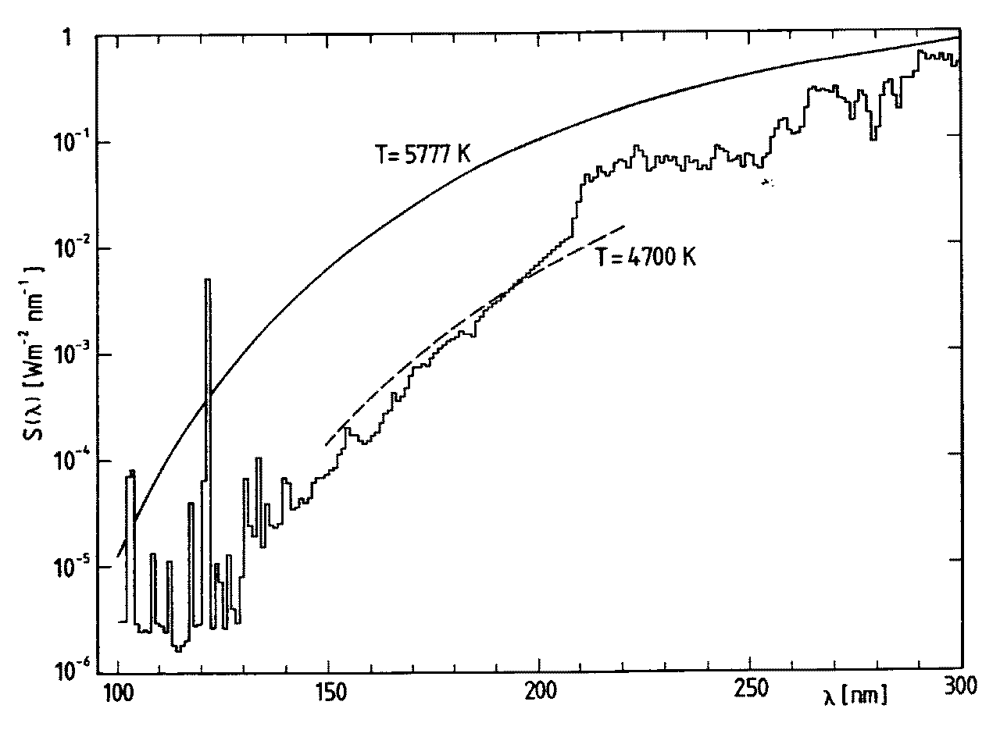 1
10⁻¹
10⁻²
10⁻³
10⁻⁴
10⁻⁵
10⁻⁶
S(λ) [Wm⁻² nm⁻¹]
T= 5777 K
T= 4700 K
100 150 200 250 λ [nm] 300